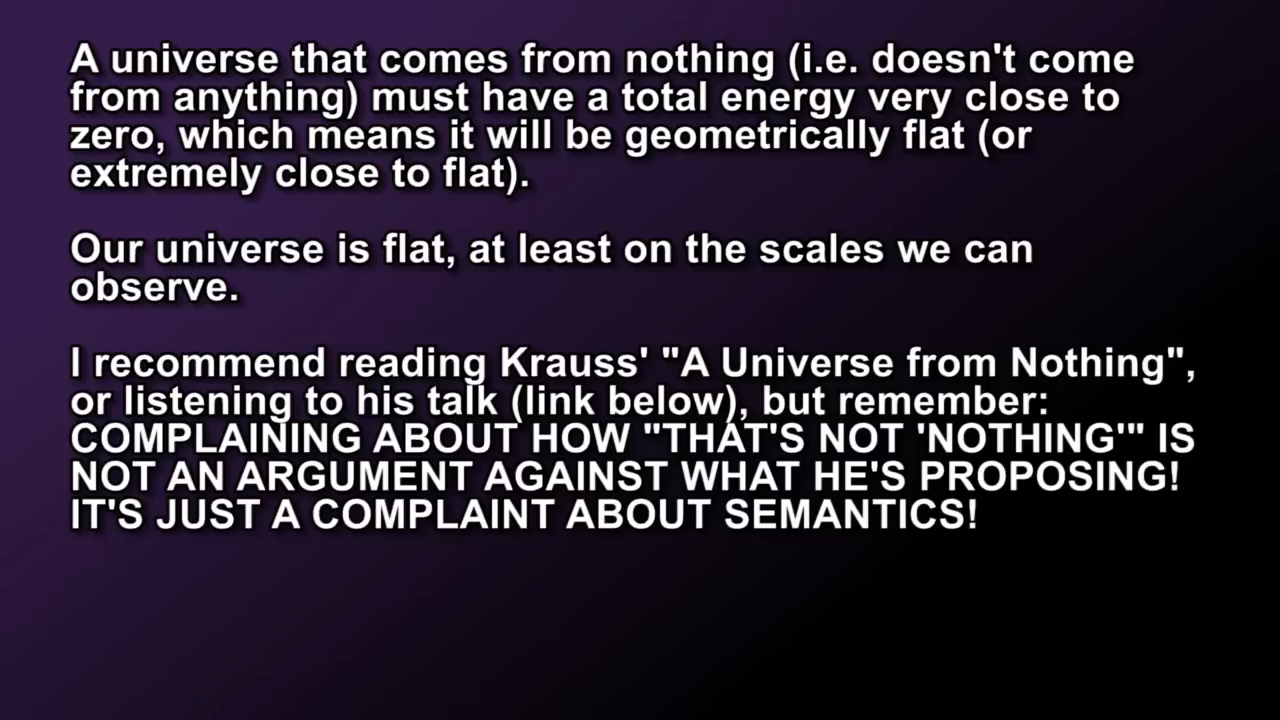 A universe that comes from nothing (i.e. doesn't come
from anything) must have a total energy very close to
zero, which means it will be geometrically flat (or
extremely close to flat).
Our universe is flat, at least on the scales we can
observe.
I recommend reading Krauss' "A Universe from Nothing",
or listening to his talk (link below), but remember:
COMPLAINING ABOUT HOW "THAT'S NOT 'NOTHING'" IS
NOT AN ARGUMENT AGAINST WHAT HE'S PROPOSING!
IT'S JUST A COMPLAINT ABOUT SEMANTICS!